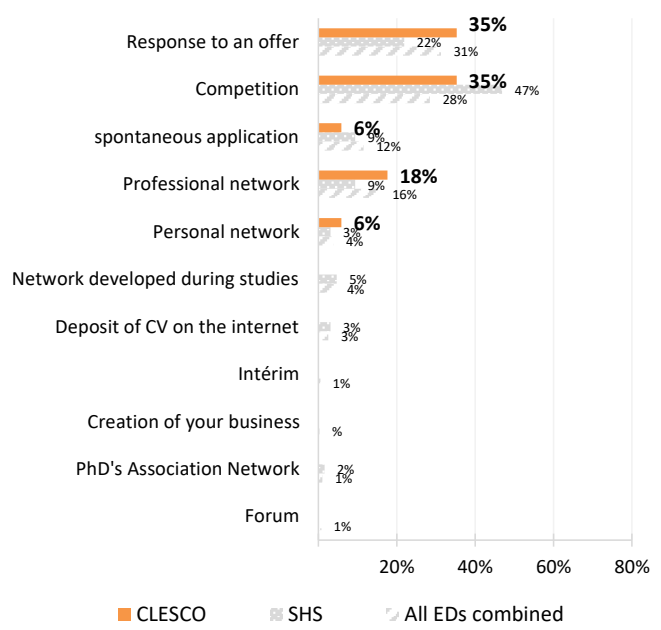 Response to an offer 35%
22%
31%
Competition 35%
47%
28%
spontaneous application 6%
9%
12%
Professional network 18%
9%
16%
Personal network 6%
3%
4%
Network developed during studies 5%
4%
Deposit of CV on the internet 3%
3%
Intérim 1%
Creation of your business %
PhD's Association Network 2%
1%
Forum 1%
20% 40% 60% 80%
CLESCO SHS All EDs combined